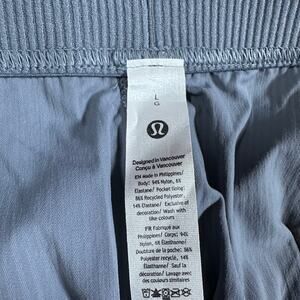 L
G
Designed in Vancouver
Conçu à Vancouver
EN Made in Philippines/
Body: 94% Nylon, 6%
Elastane/ Pocket lining:
86% Recycled Polyester,
14% Elastane/ Exclusive of
decoration/ Wash with
like colours
FR Fabriqué aux
Philippines/ Corps: 94%
Nylon, 6% Élasthanne/
Doublure de la poche: 86%
Polyester recyclé, 14%
Élasthanne/ Sauf la
décoration/ Lavage avec
des couleurs similaires